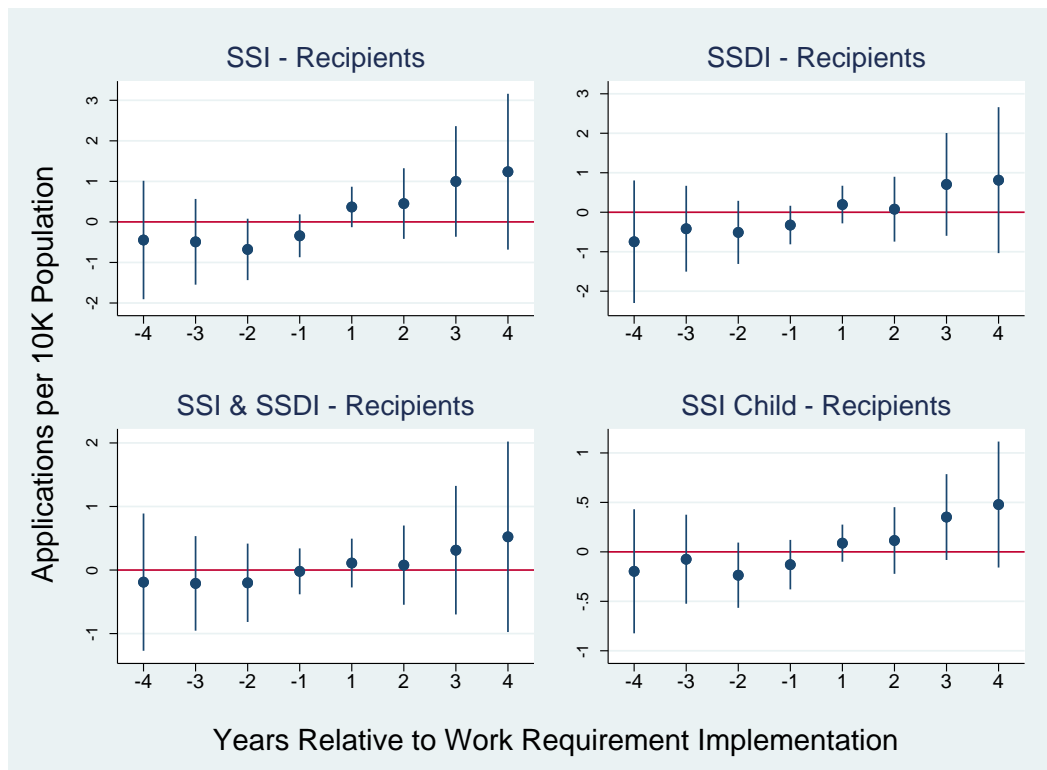 Applications per 10K Population
SSI - Recipients
3
2
1
0
-1
-2
-4 -3 -2 -1 1 2 3 4
SSDI - Recipients
3
2
1
0
-1
-2
-4 -3 -2 -1 1 2 3 4
SSI & SSDI - Recipients
2
1
0
-1
-4 -3 -2 -1 1 2 3 4
SSI Child - Recipients
1
.5
0
-.5
-1
-4 -3 -2 -1 1 2 3 4
Years Relative to Work Requirement Implementation